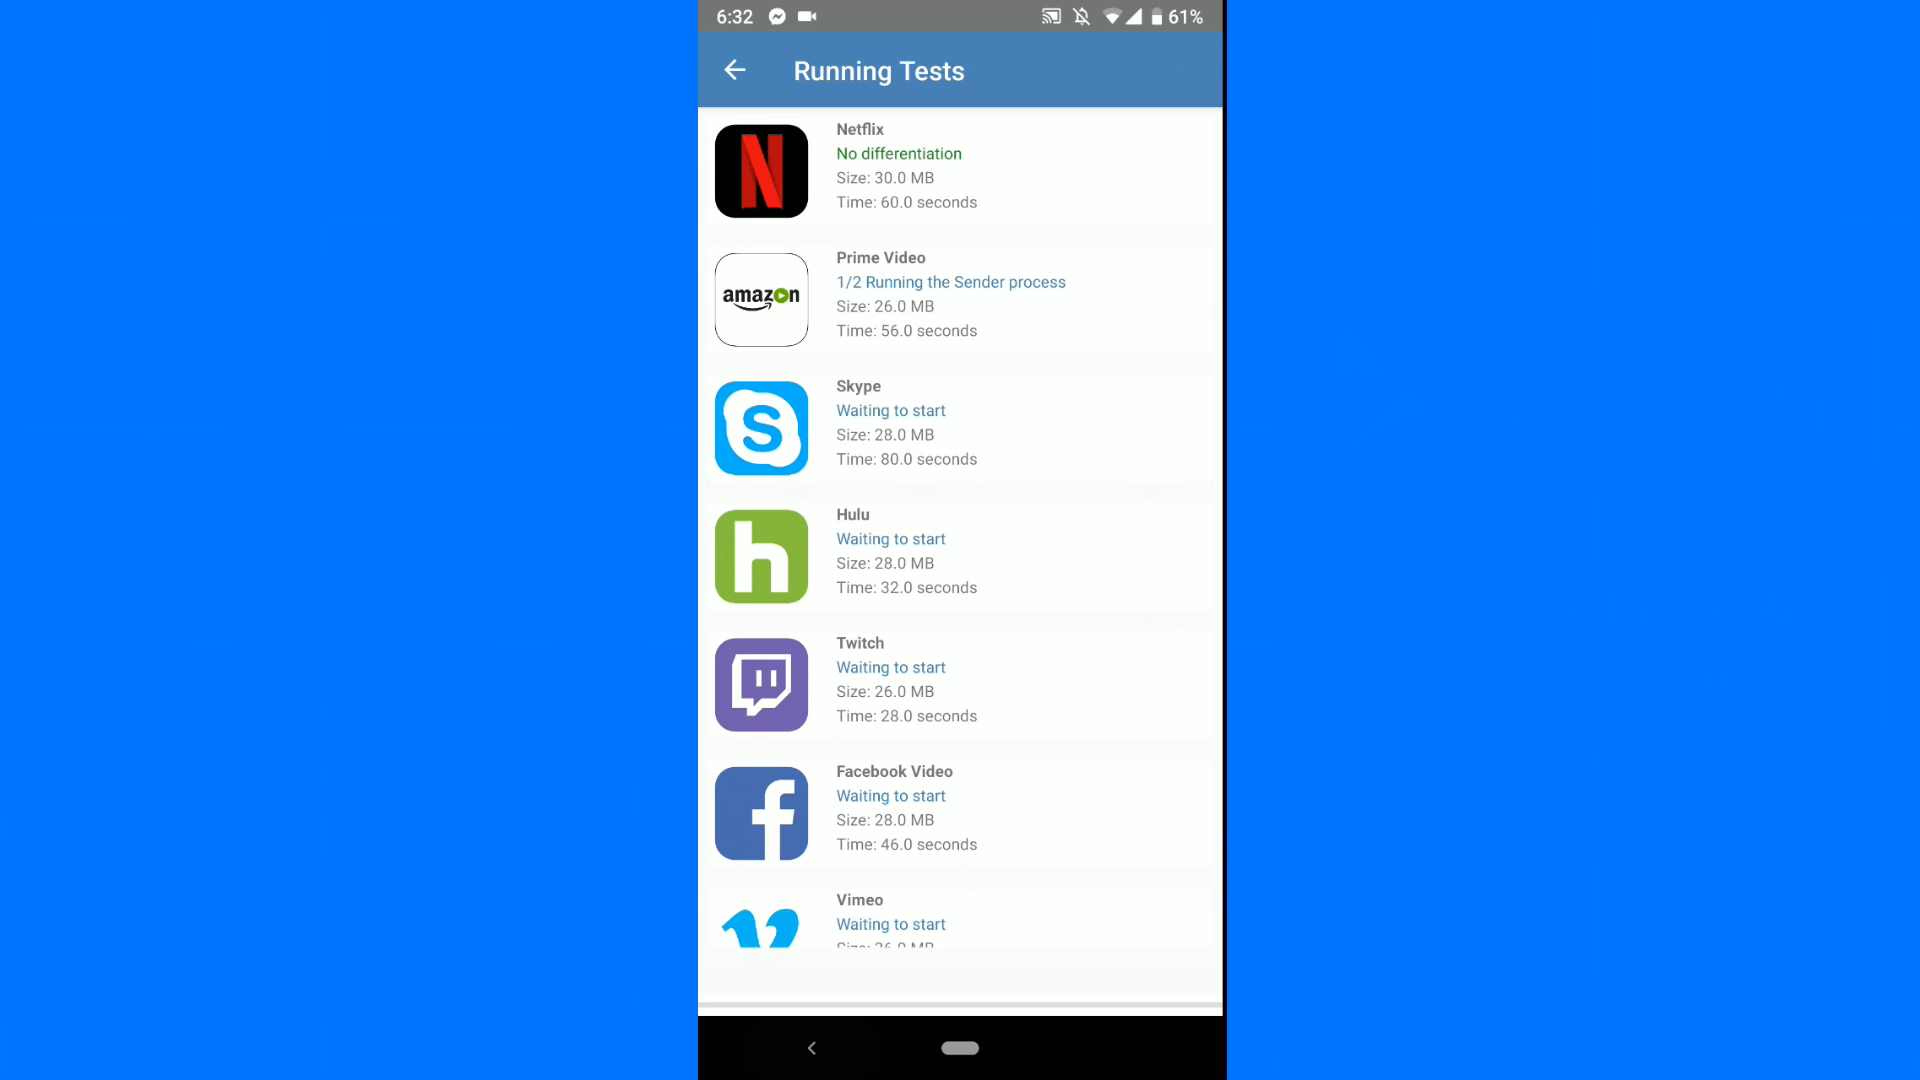 6:32
61%
Running Tests
Netflix
No differentiation
Size: 30.0 MB
Time: 60.0 seconds
amazon
Prime Video
1/2 Running the Sender process
Size: 26.0 MB
Time: 56.0 seconds
Skype
Waiting to start
Size: 28.0 MB
Time: 80.0 seconds
Hulu
Waiting to start
Size: 28.0 MB
Time: 32.0 seconds
Twitch
Waiting to start
Size: 26.0 MB
Time: 28.0 seconds
Facebook Video
Waiting to start
Size: 28.0 MB
Time: 46.0 seconds
Vimeo
Waiting to start